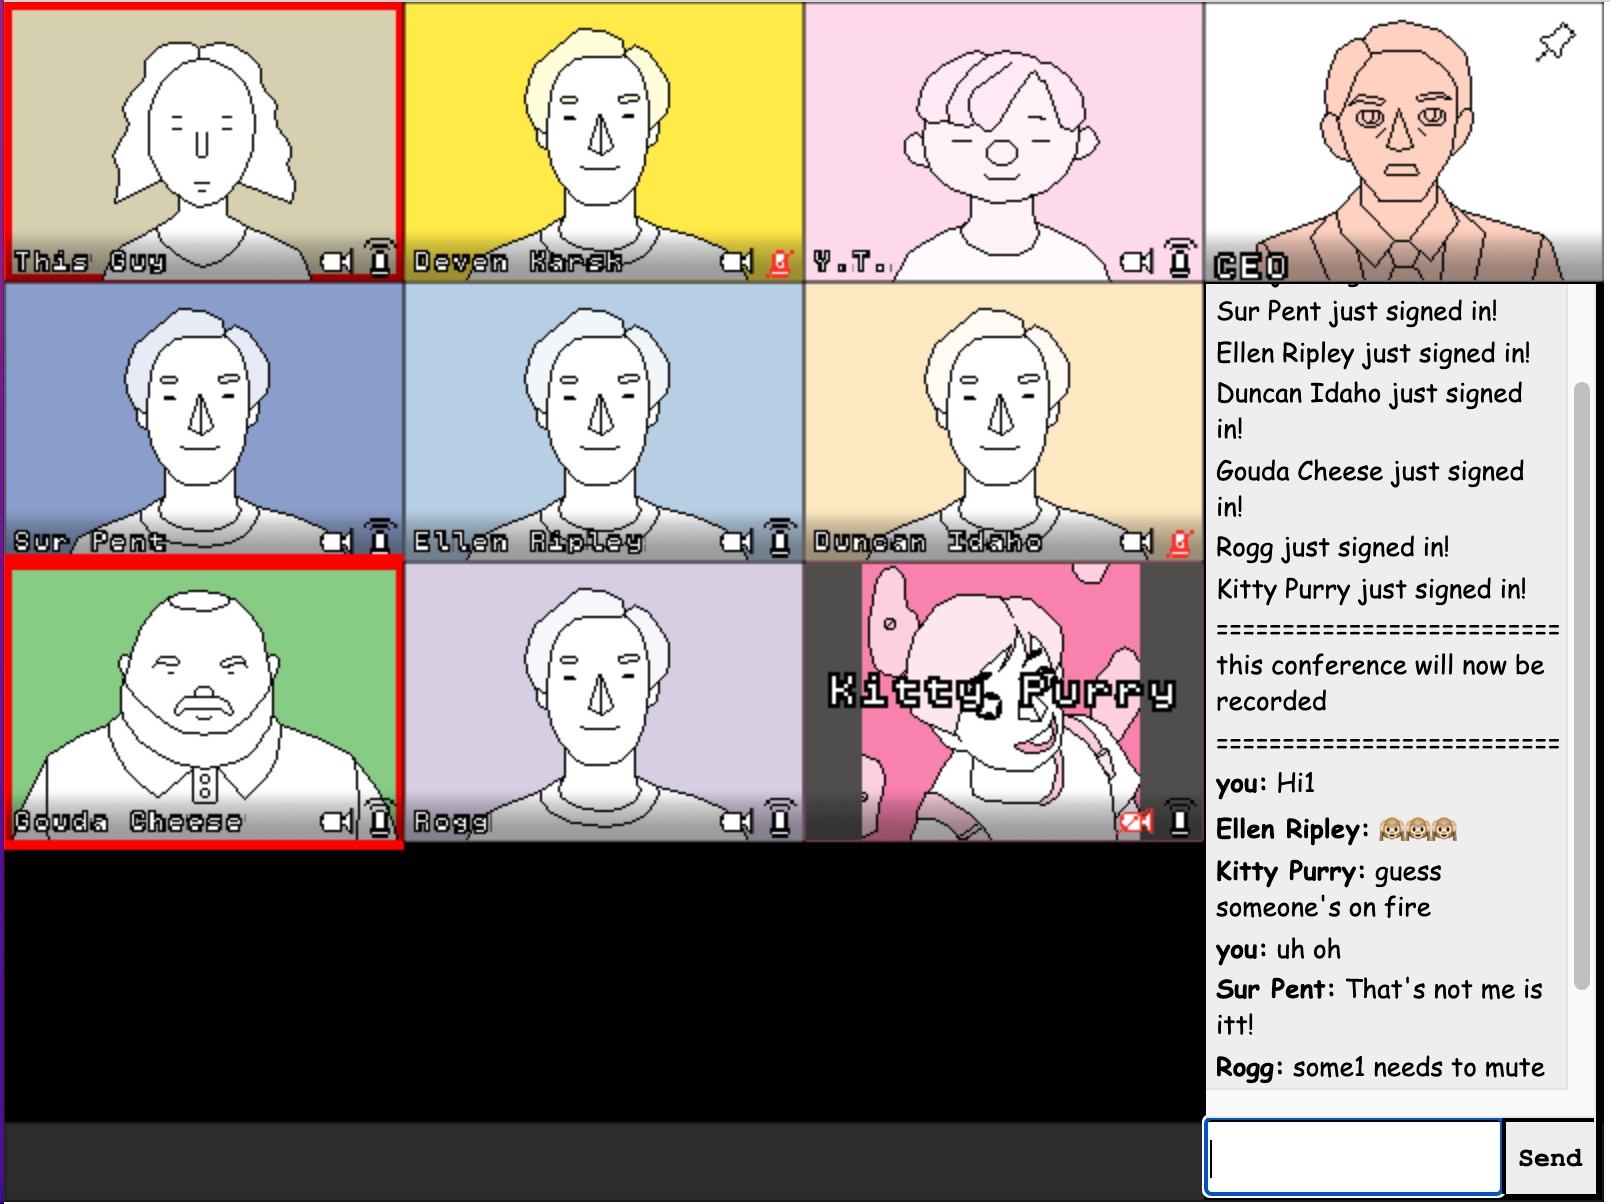 This Guy
Deven Karsk
Y.T.
CEO
Sur Pent
Ellen Ripley
Duncan Idaho
Gouda Cheese
Rogg
Kitty Purry
Sur Pent just signed in!
Ellen Ripley just signed in!
Duncan Idaho just signed
in!
Gouda Cheese just signed
in!
Rogg just signed in!
Kitty Purry just signed in!
==========================
this conference will now be
recorded
==========================
you: Hi1
Ellen Ripley: 🙉🙉🙉
Kitty Purry: guess
someone's on fire
you: uh oh
Sur Pent: That's not me is
itt!
Rogg: some1 needs to mute
Send